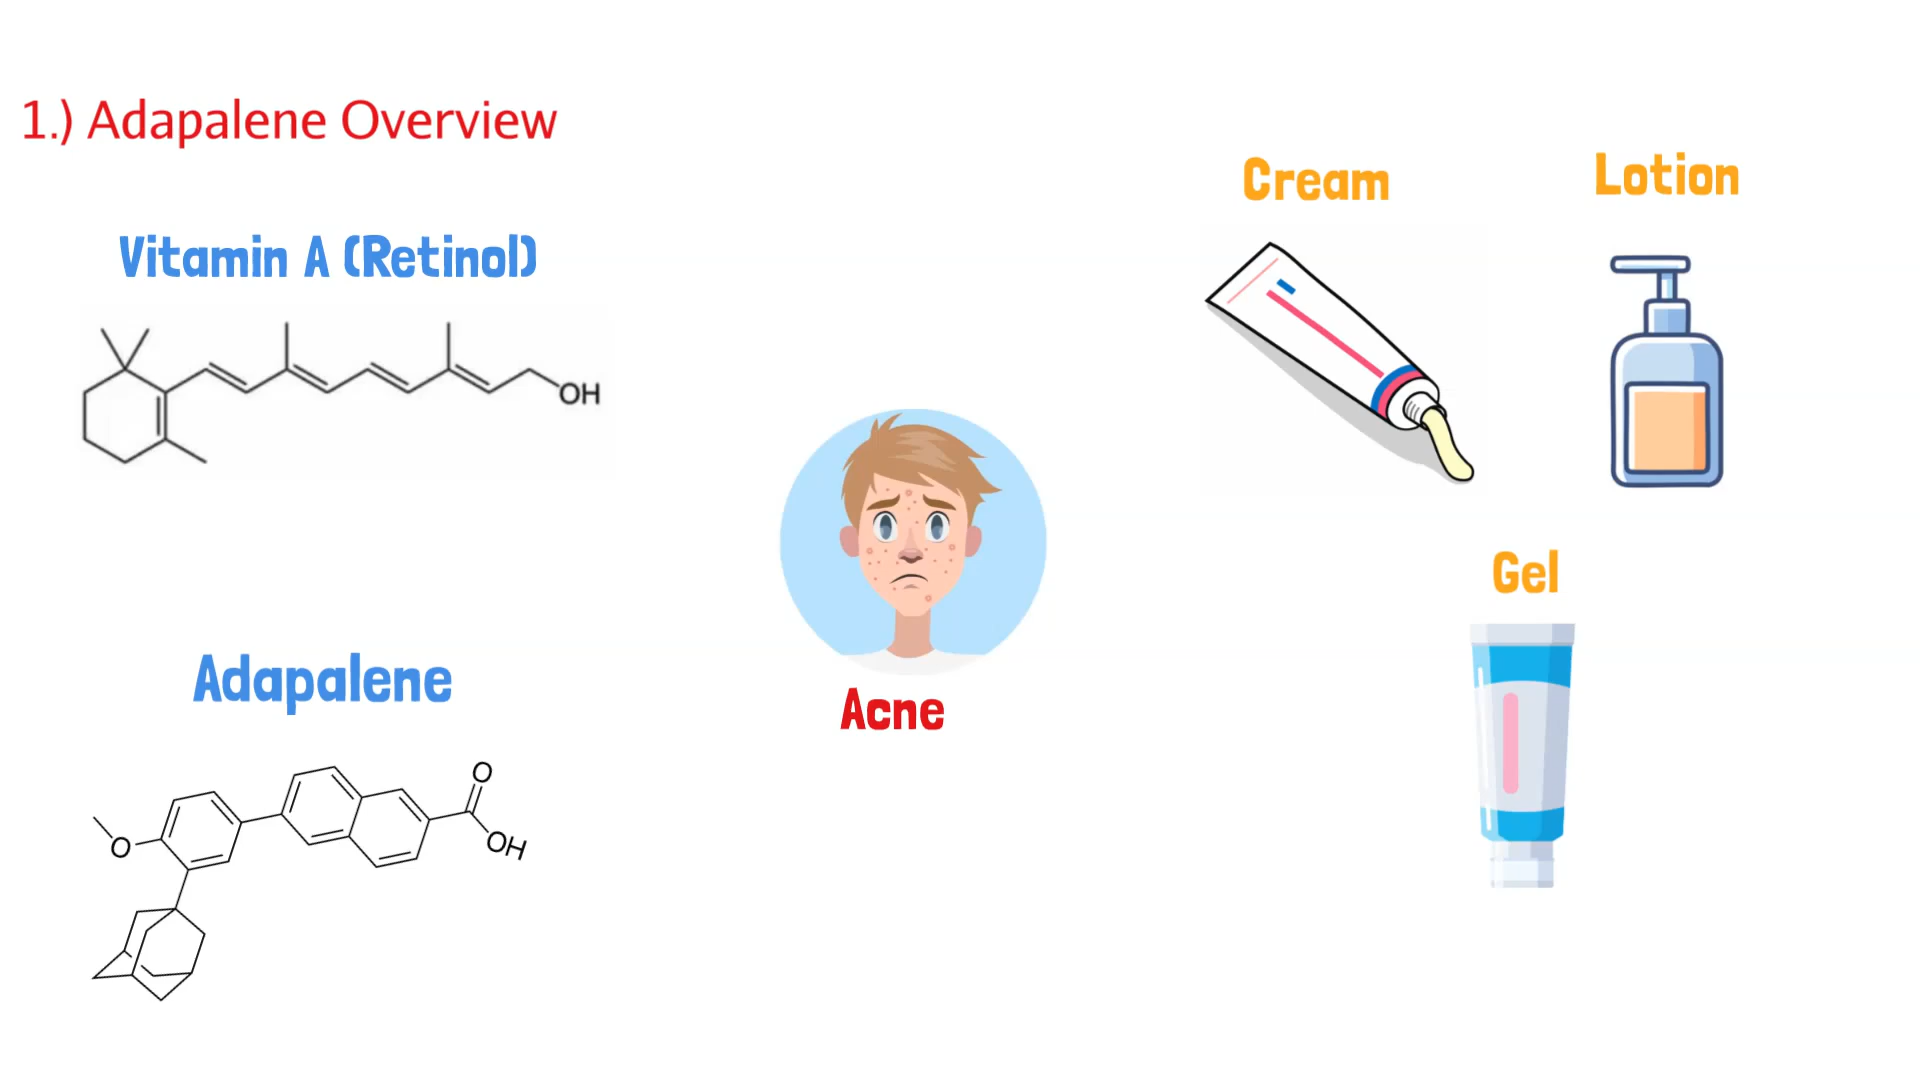 1.) Adapalene Overview
Vitamin A (Retinol)
OH
Adapalene
O
OH
O
Acne
Cream
Lotion
Gel